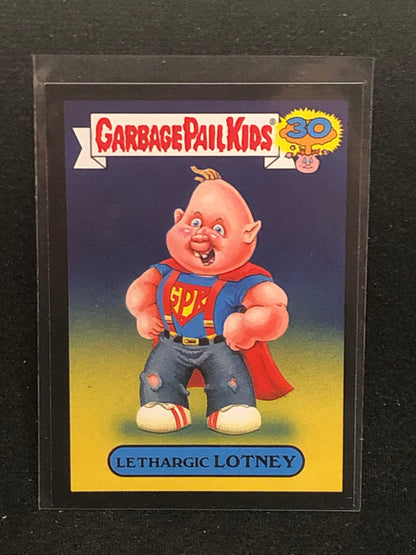 GARBAGE PAIL KIDS®
30
GPK
LETHARGIC LOTNEY